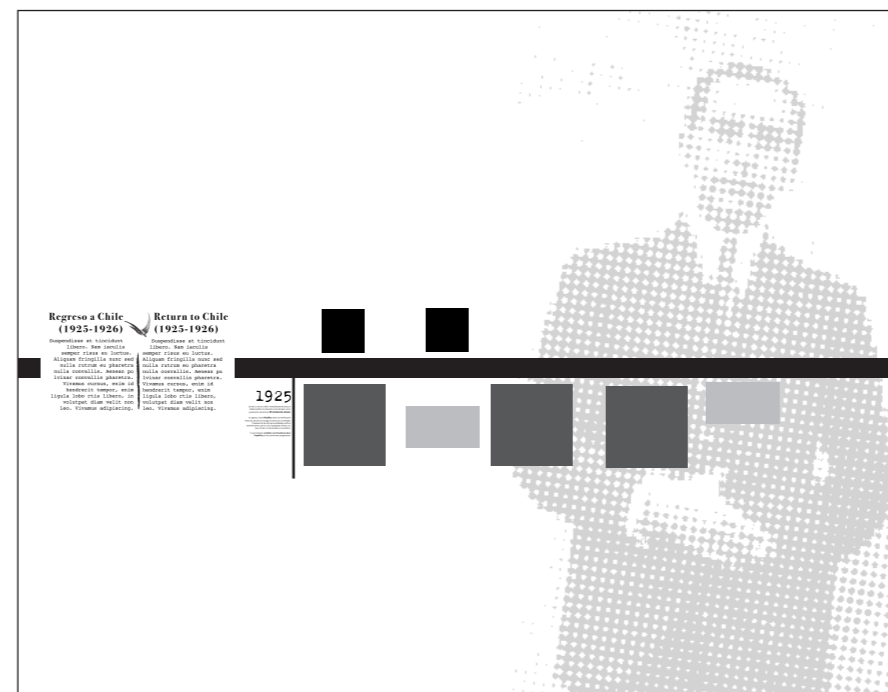 Regreso a Chile
(1925-1926)
Suspendisse et tincidunt
libero. Nam iaculis
semper risus eu luctus.
Aliquam fringilla nunc sed
nulla rutrum eu pharetra
nulla convallis. Aenean pu
lvinar convallis pharetra.
Vivamus cursus, enim id
hendrerit tempor, enim
ligula lobo rtis libero, in
volutpat diam velit non
leo. Vivamus adipiscing.
Return to Chile
(1925-1926)
Suspendisse et tincidunt
libero. Nam iaculis
semper risus eu luctus.
Aliquam fringilla nunc sed
nulla rutrum eu pharetra
nulla convallis. Aenean pu
lvinar convallis pharetra.
Vivamus cursus, enim id
hendrerit tempor, enim
ligula lobo rtis libero, in
volutpat diam velit non
leo. Vivamus adipiscing.
1925